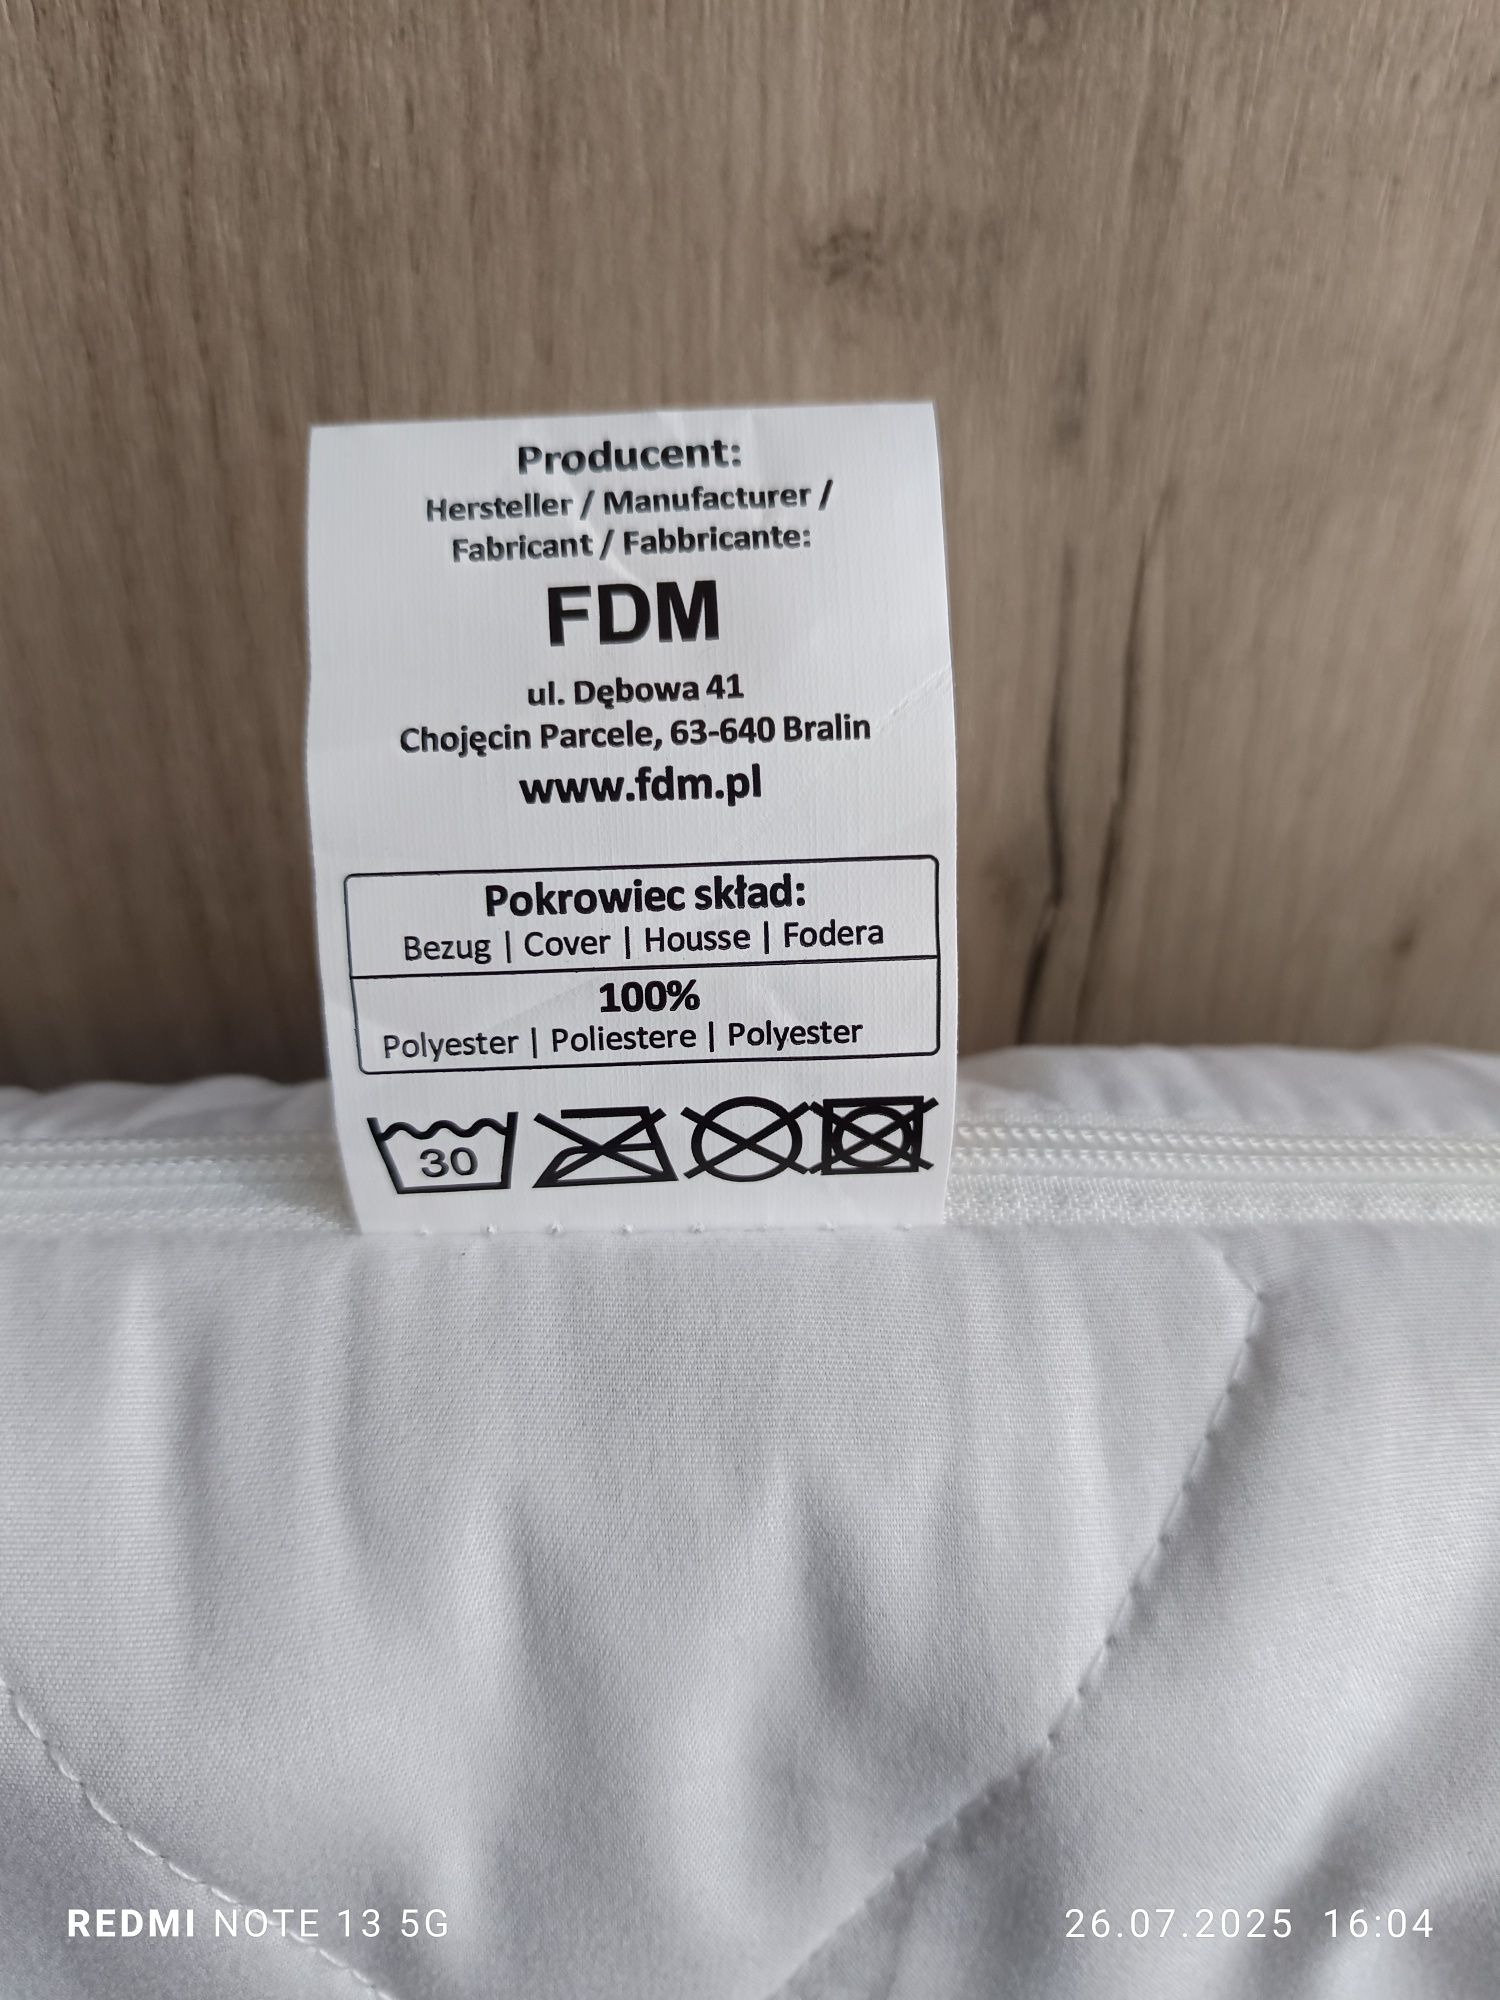 Producent:
Hersteller / Manufacturer /
Fabricant / Fabbricante:
FDM
ul. Dębowa 41
Chojęcin Parcele, 63-640 Bralin
www.fdm.pl
Pokrowiec skład:
Bezug | Cover | Housse | Fodera
100%
Polyester | Poliestere | Polyester
30
REDMI NOTE 13 5G
26.07.2025 16:04